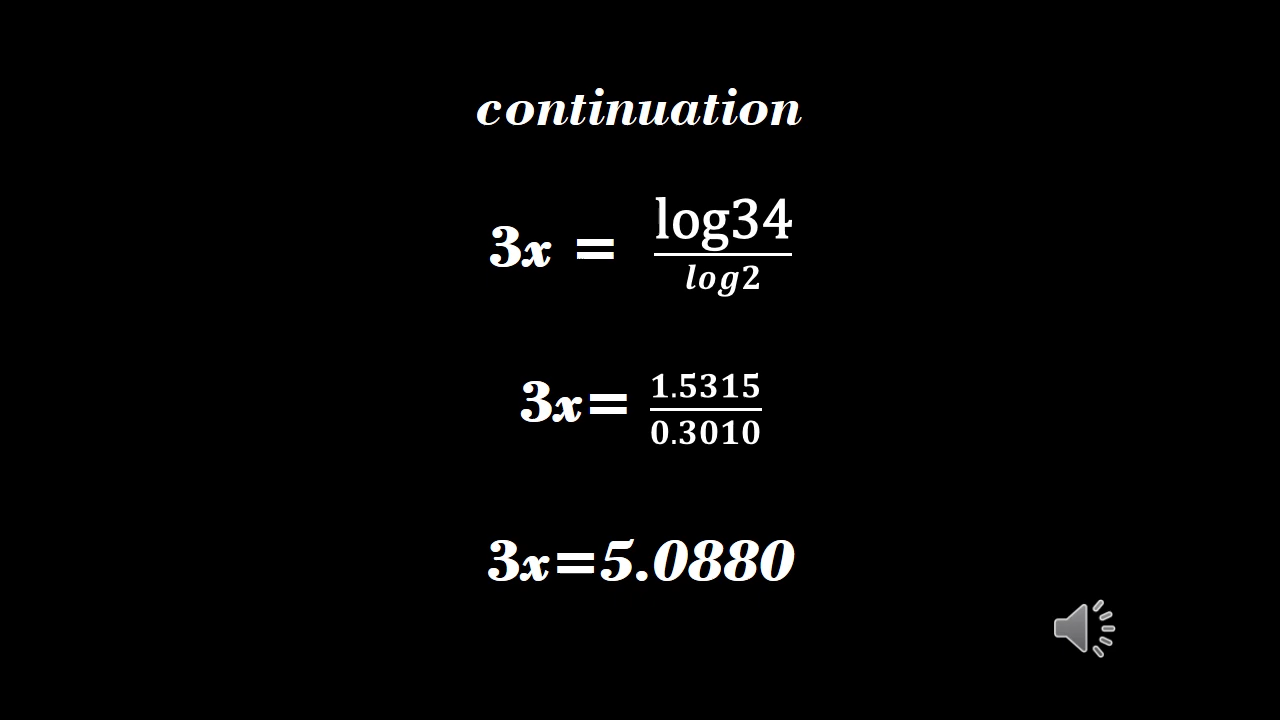 continuation
3x = log34/log2
3x= 1.5315/0.3010
3x=5.0880